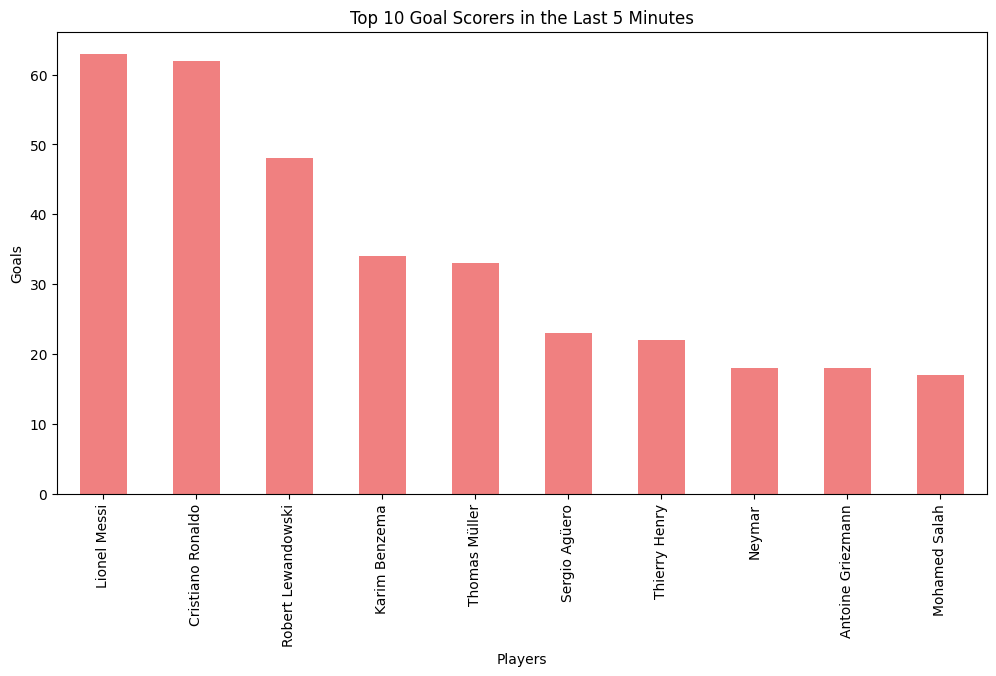 Top 10 Goal Scorers in the Last 5 Minutes
Goals
60
50
40
30
20
10
0
Lionel Messi
Cristiano Ronaldo
Robert Lewandowski
Karim Benzema
Thomas Müller
Sergio Agüero
Thierry Henry
Neymar
Antoine Griezmann
Mohamed Salah
Players